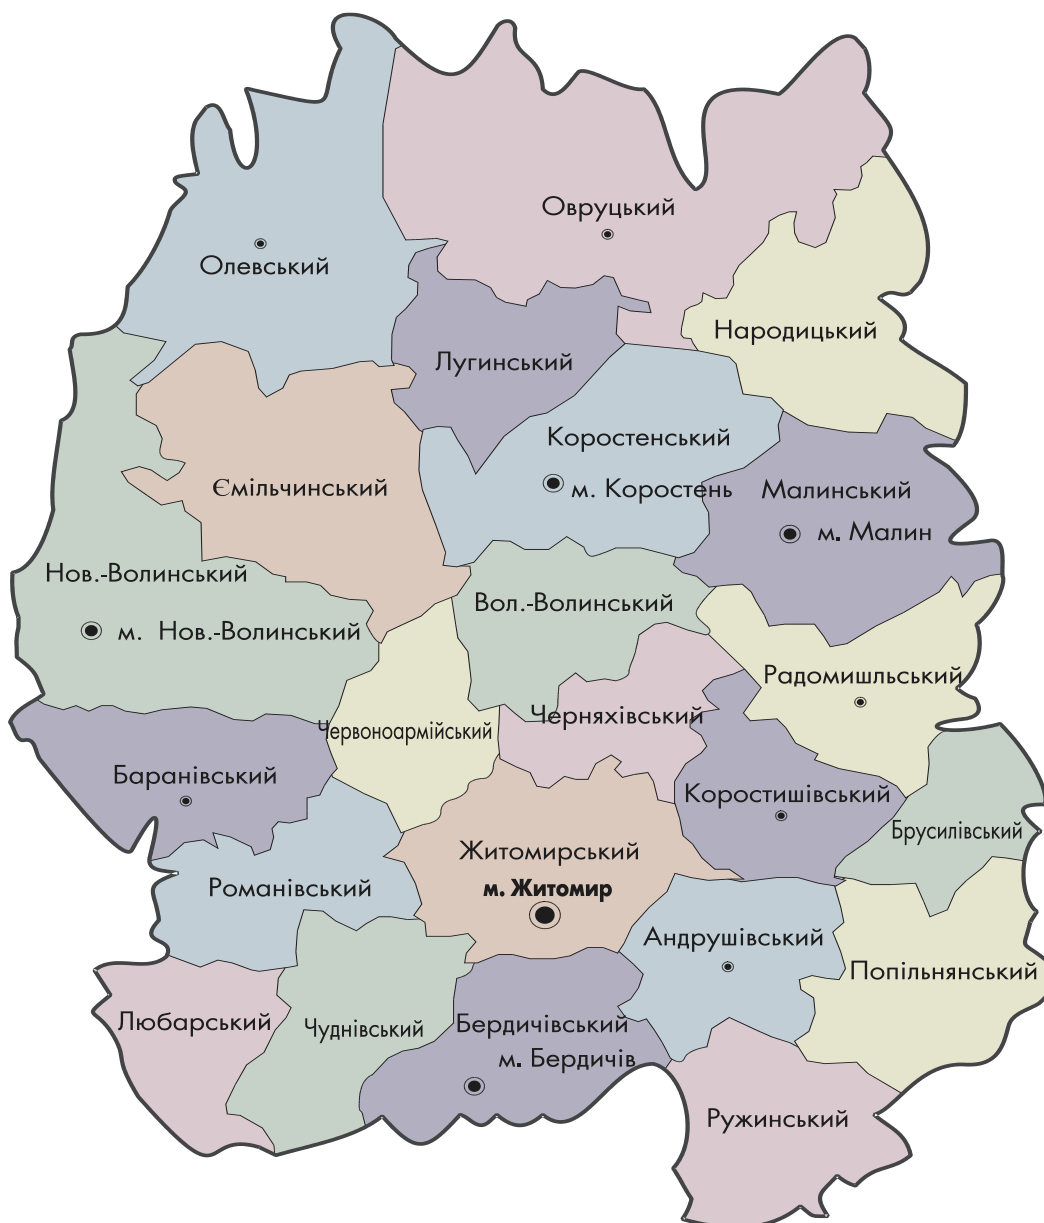 Овруцький
Олевський
Народицький
Лугинський
Коростенський
Ємільчинський
м. Коростень
Малинський
м. Малин
Нов.-Волинський
Вол.-Волинський
м. Нов.-Волинський
Радомишльський
Черняхівський
Червоноармійський
Баранівський
Коростишівський
Брусилівський
Житомирський
Романівський
м. Житомир
Андрушівський
Попільнянський
Любарський
Чуднівський
Бердичівський
м. Бердичів
Ружинський